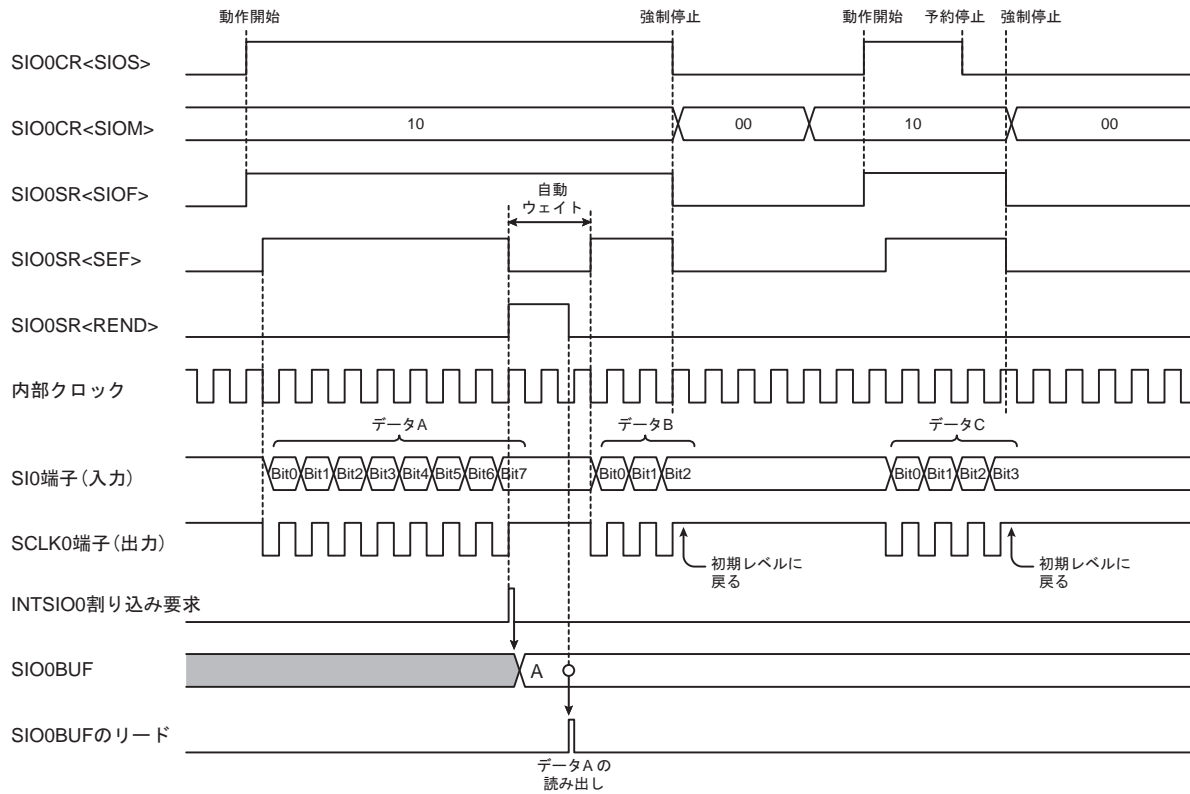 動作開始 強制停止 動作開始 予約停止 強制停止
SIO0CR<SIOS>
SIO0CR<SIOM> 10 00 10 00
SIO0SR<SIOF>
自動
ウェイト
SIO0SR<SEF>
SIO0SR<REND>
内部クロック
データA データB データC
SI0端子(入力) Bit0 Bit1 Bit2 Bit3 Bit4 Bit5 Bit6 Bit7 Bit0 Bit1 Bit2 Bit0 Bit1 Bit2 Bit3
SCLK0端子(出力)
初期レベルに
戻る
初期レベルに
戻る
INTSIO0割り込み要求
SIO0BUF A
SIO0BUFのリード
データA の
読み出し